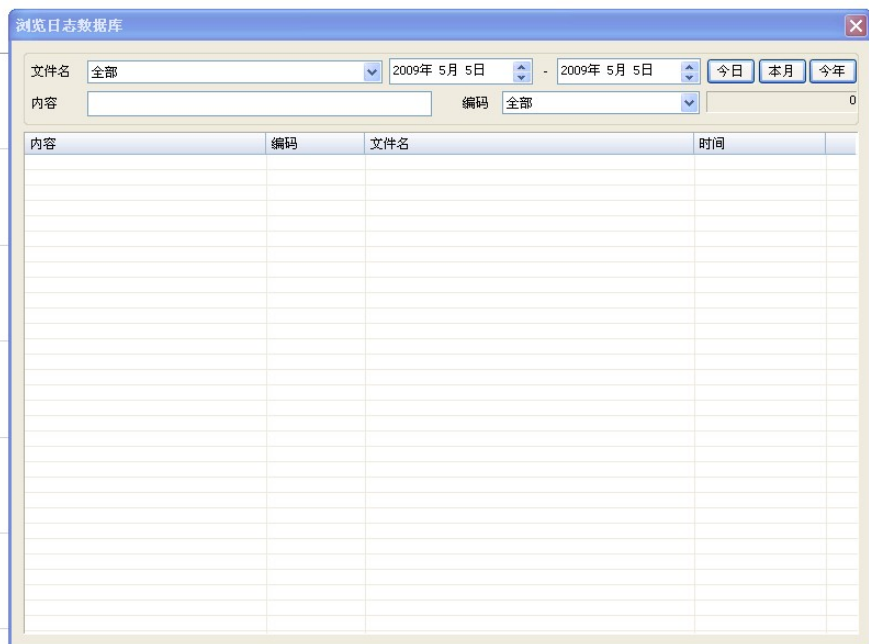 浏览日志数据库
文件名 全部 2009年 5月 5日 - 2009年 5月 5日 今日 本月 今年
内容 编码 全部 0
内容 编码 文件名 时间